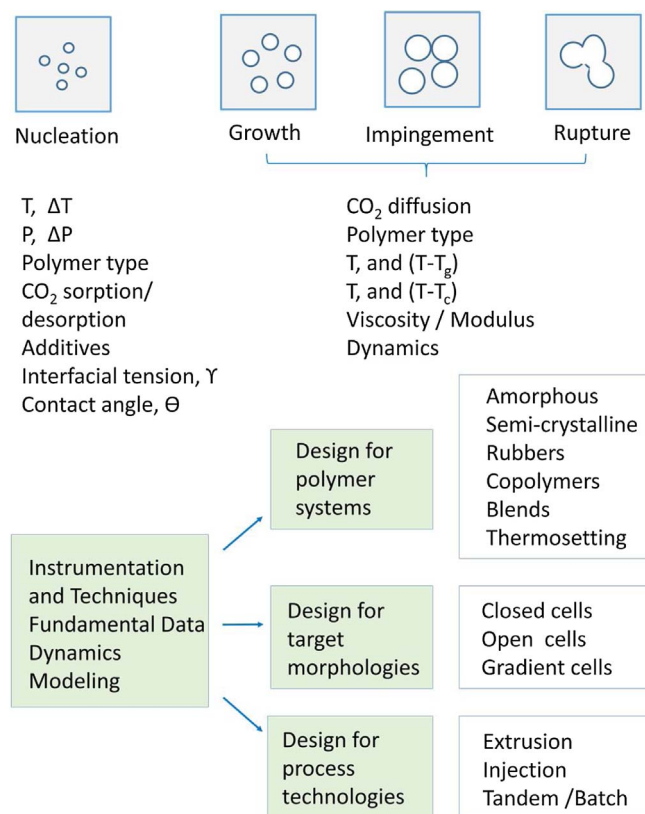 Nucleation
Growth
Impingement
Rupture
T, ΔT
P, ΔP
Polymer type
CO₂ sorption/
desorption
Additives
Interfacial tension, ϒ
Contact angle, Θ
CO₂ diffusion
Polymer type
T, and (T-Tg)
T, and (T-Tc)
Viscosity / Modulus
Dynamics
Instrumentation
and Techniques
Fundamental Data
Dynamics
Modeling
Design for
polymer
systems
Amorphous
Semi-crystalline
Rubbers
Copolymers
Blends
Thermosetting
Design for
target
morphologies
Closed cells
Open cells
Gradient cells
Design for
process
technologies
Extrusion
Injection
Tandem /Batch